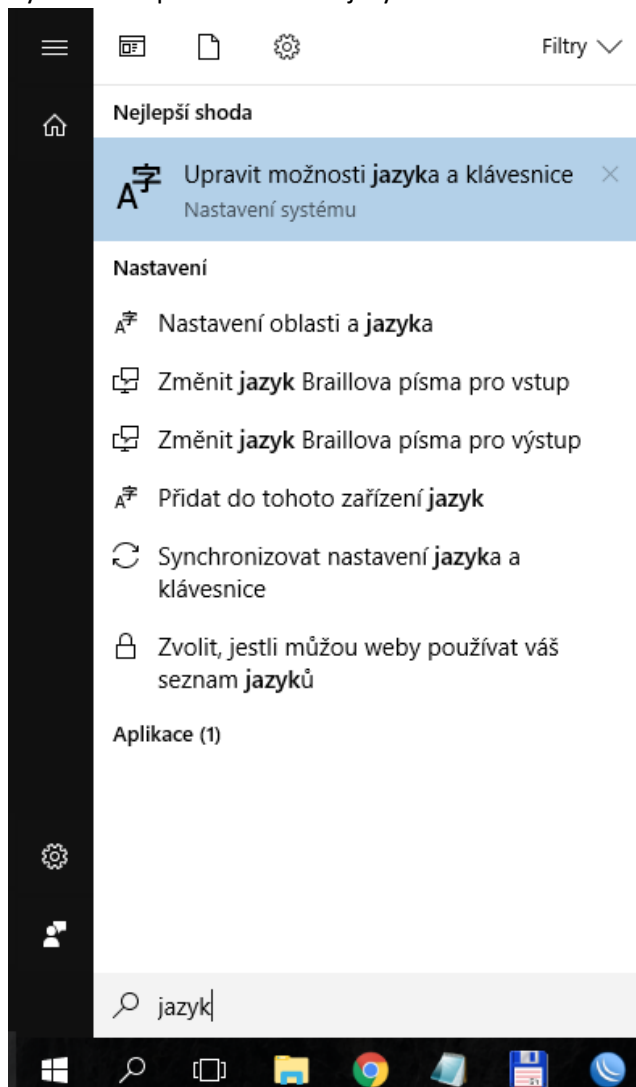 Filtry
Nejlepší shoda
Upravit možnosti jazyka a klávesnice
Nastavení systému
Nastavení
Nastavení oblasti a jazyka
Změnit jazyk Braillova písma pro vstup
Změnit jazyk Braillova písma pro výstup
Přidat do tohoto zařízení jazyk
Synchronizovat nastavení jazyka a
klávesnice
Zvolit, jestli můžou weby používat váš
seznam jazyků
Aplikace (1)
jazyk